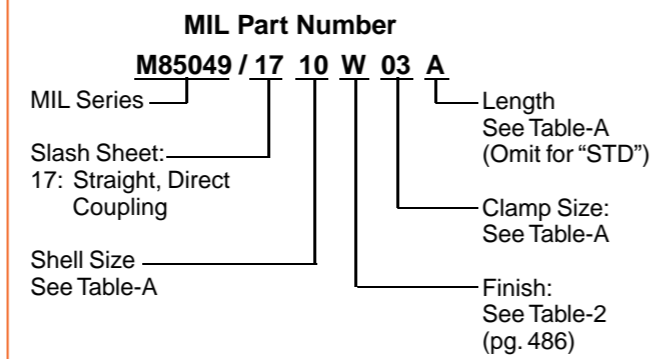 MIL Part Number
M85049 / 17 10 W 03 A
MIL Series
Slash Sheet:
17: Straight, Direct
Coupling
Shell Size
See Table-A
Length
See Table-A
(Omit for “STD”)
Clamp Size:
See Table-A
Finish:
See Table-2
(pg. 486)